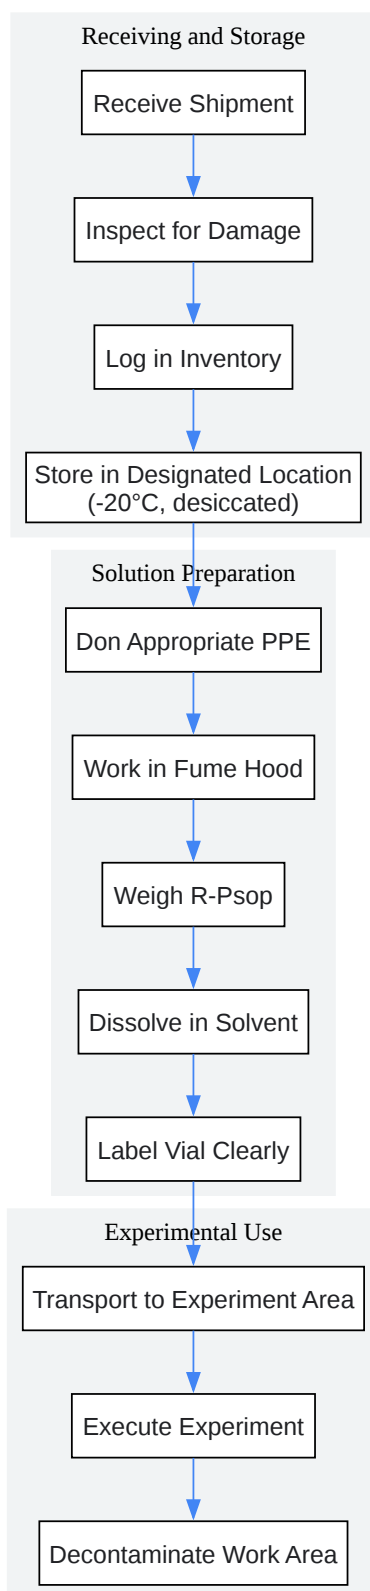 Receiving and Storage
Receive Shipment
Inspect for Damage
Log in Inventory
Store in Designated Location
(-20°C, desiccated)
Solution Preparation
Don Appropriate PPE
Work in Fume Hood
Weigh R-Psop
Dissolve in Solvent
Label Vial Clearly
Experimental Use
Transport to Experiment Area
Execute Experiment
Decontaminate Work Area